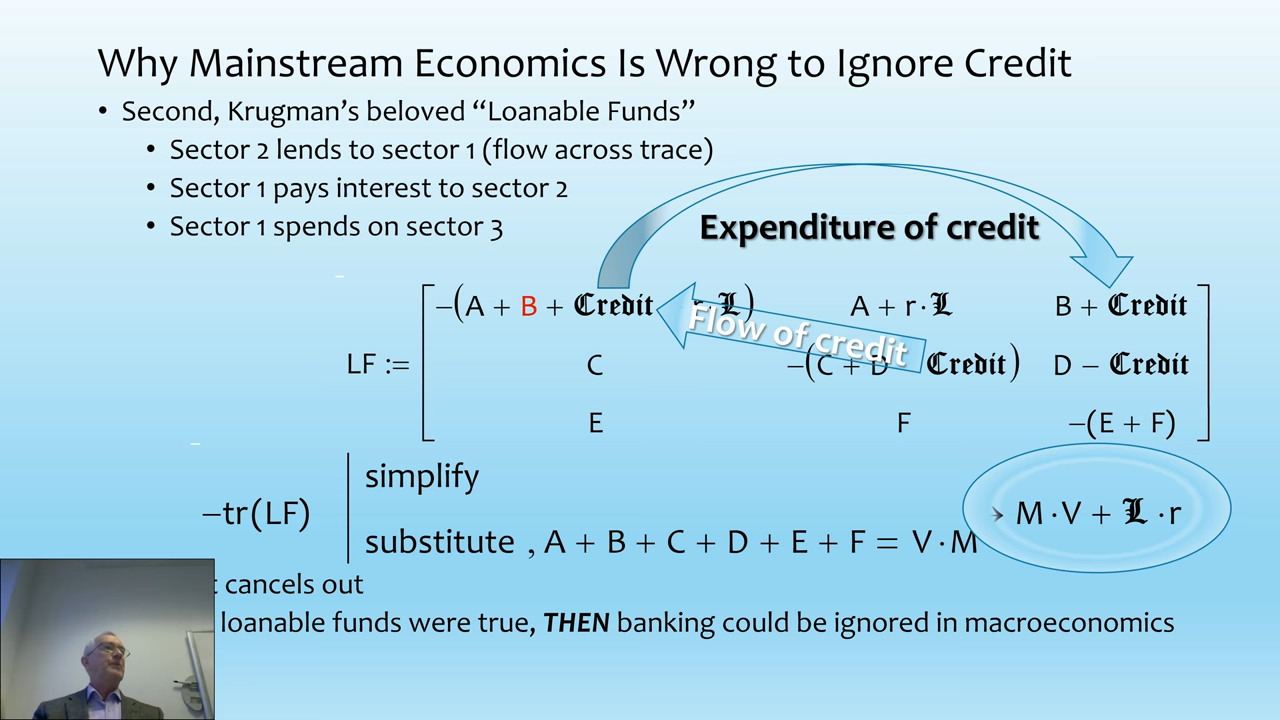 Why Mainstream Economics Is Wrong to Ignore Credit
• Second, Krugman's beloved “Loanable Funds”
• Sector 2 lends to sector 1 (flow across trace)
• Sector 1 pays interest to sector 2
• Sector 1 spends on sector 3
Expenditure of credit
−(A + B + ℭredit r·𝕷) A + r·𝕷 B + ℭredit
Flow of credit
LF := C −(C + D ℭredit) D − ℭredit
E F −(E + F)
simplify
−tr(LF) → M·V + 𝕷·r
substitute , A + B + C + D + E + F = V·M
cancels out
loanable funds were true, THEN banking could be ignored in macroeconomics